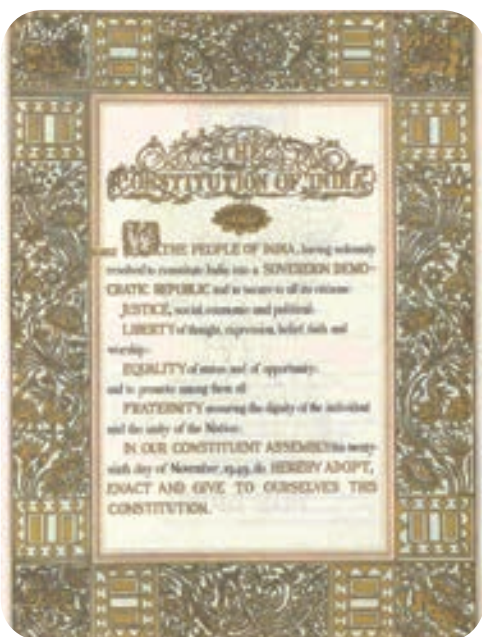 THE
CONSTITUTION OF INDIA
WE, THE PEOPLE OF INDIA, having solemnly
resolved to constitute India into a SOVEREIGN DEMO-
CRATIC REPUBLIC and to secure to all its citizens:
JUSTICE, social, economic and political;
LIBERTY of thought, expression, belief, faith and
worship;
EQUALITY of status and of opportunity;
and to promote among them all
FRATERNITY assuring the dignity of the individual
and the unity of the Nation;
IN OUR CONSTITUENT ASSEMBLY this twenty-
sixth day of November, 1949, do HEREBY ADOPT,
ENACT AND GIVE TO OURSELVES THIS
CONSTITUTION.